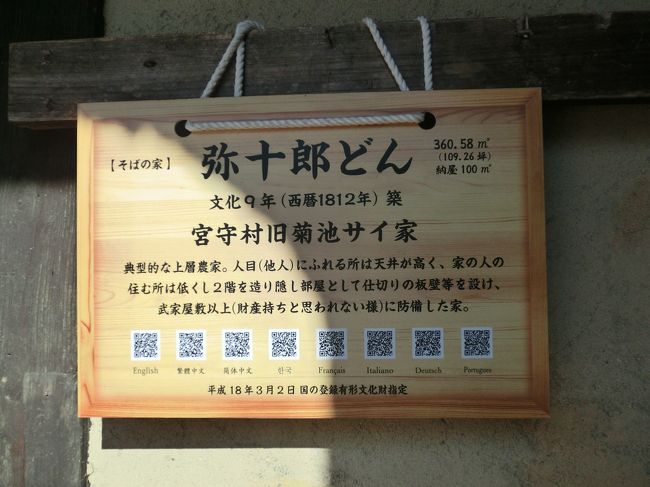 【そばの家】 弥十郎どん
360.58㎡
(109.26坪)
納屋100㎡
文化9年(西暦1812年) 築
宮守村旧菊池サイ家
典型的な上層農家。人目(他人)にふれる所は天井が高く、家の人の
住む所は低くし2階を造り隠し部屋として仕切りの板壁等を設け、
武家屋敷以上(財産持ちと思われない様)に防備した家。
English 繁體中文 简体中文 한국 Français Italiano Deutsch Portugues
平成18年3月2日国の登録有形文化財指定